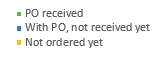 PO received
With PO, not received yet
Not ordered yet